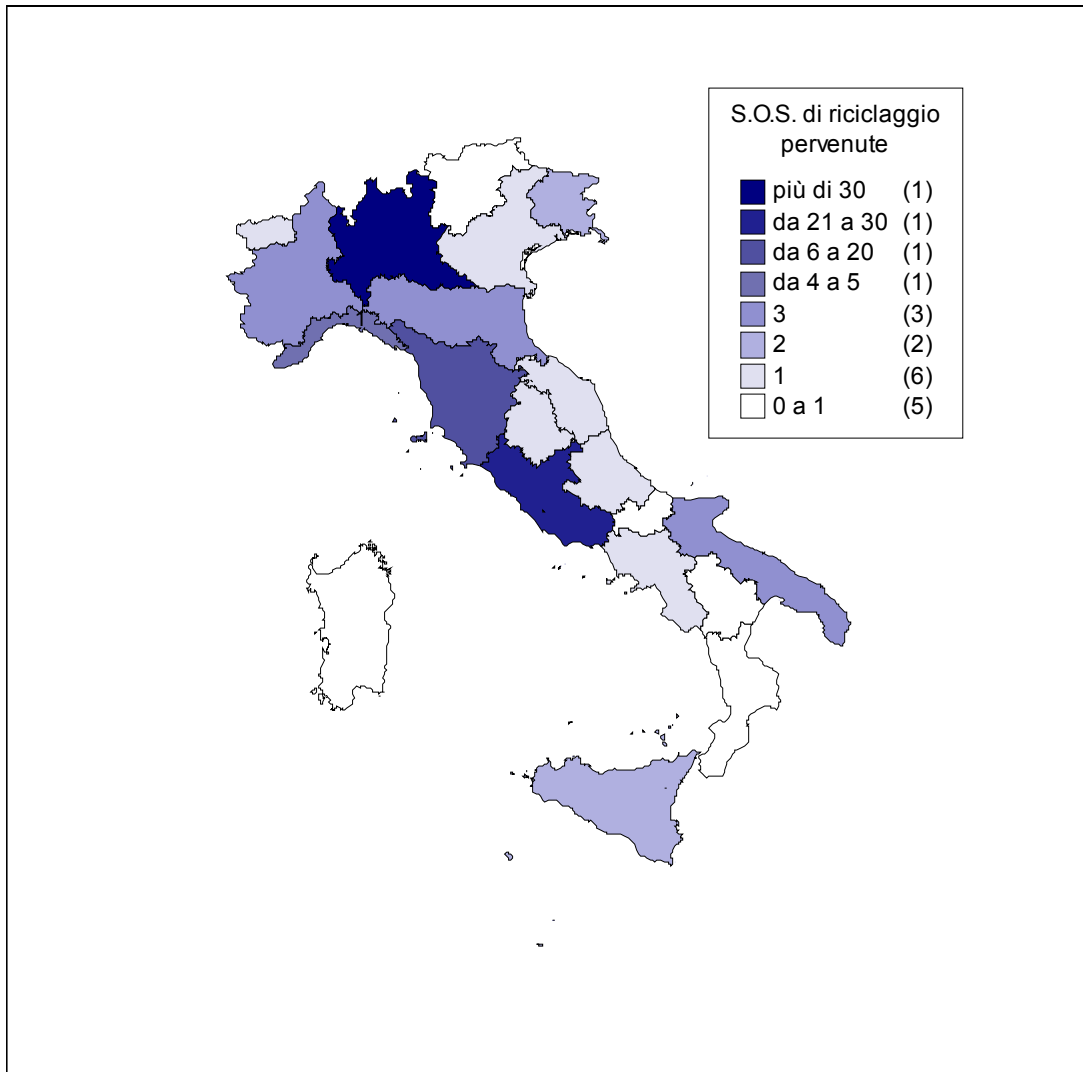 S.O.S. di riciclaggio
pervenute
più di 30 (1)
da 21 a 30 (1)
da 6 a 20 (1)
da 4 a 5 (1)
3 (3)
2 (2)
1 (6)
0 a 1 (5)